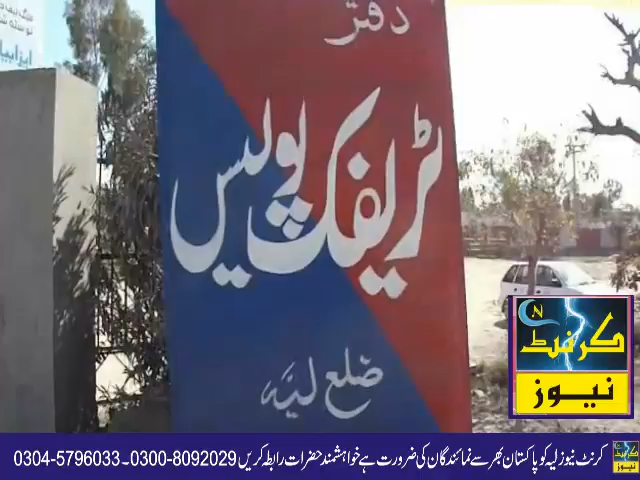 دفتر
ٹریفک پولیس
ضلع لیّہ
N
کرنٹ
نیوز
کرنٹ نیوز لیہ کو پاکستان بھر سے نمائندگان کی ضرورت ہے خواہشمند حضرات رابطہ کریں 0300-8092029 ـ 0304-5796033